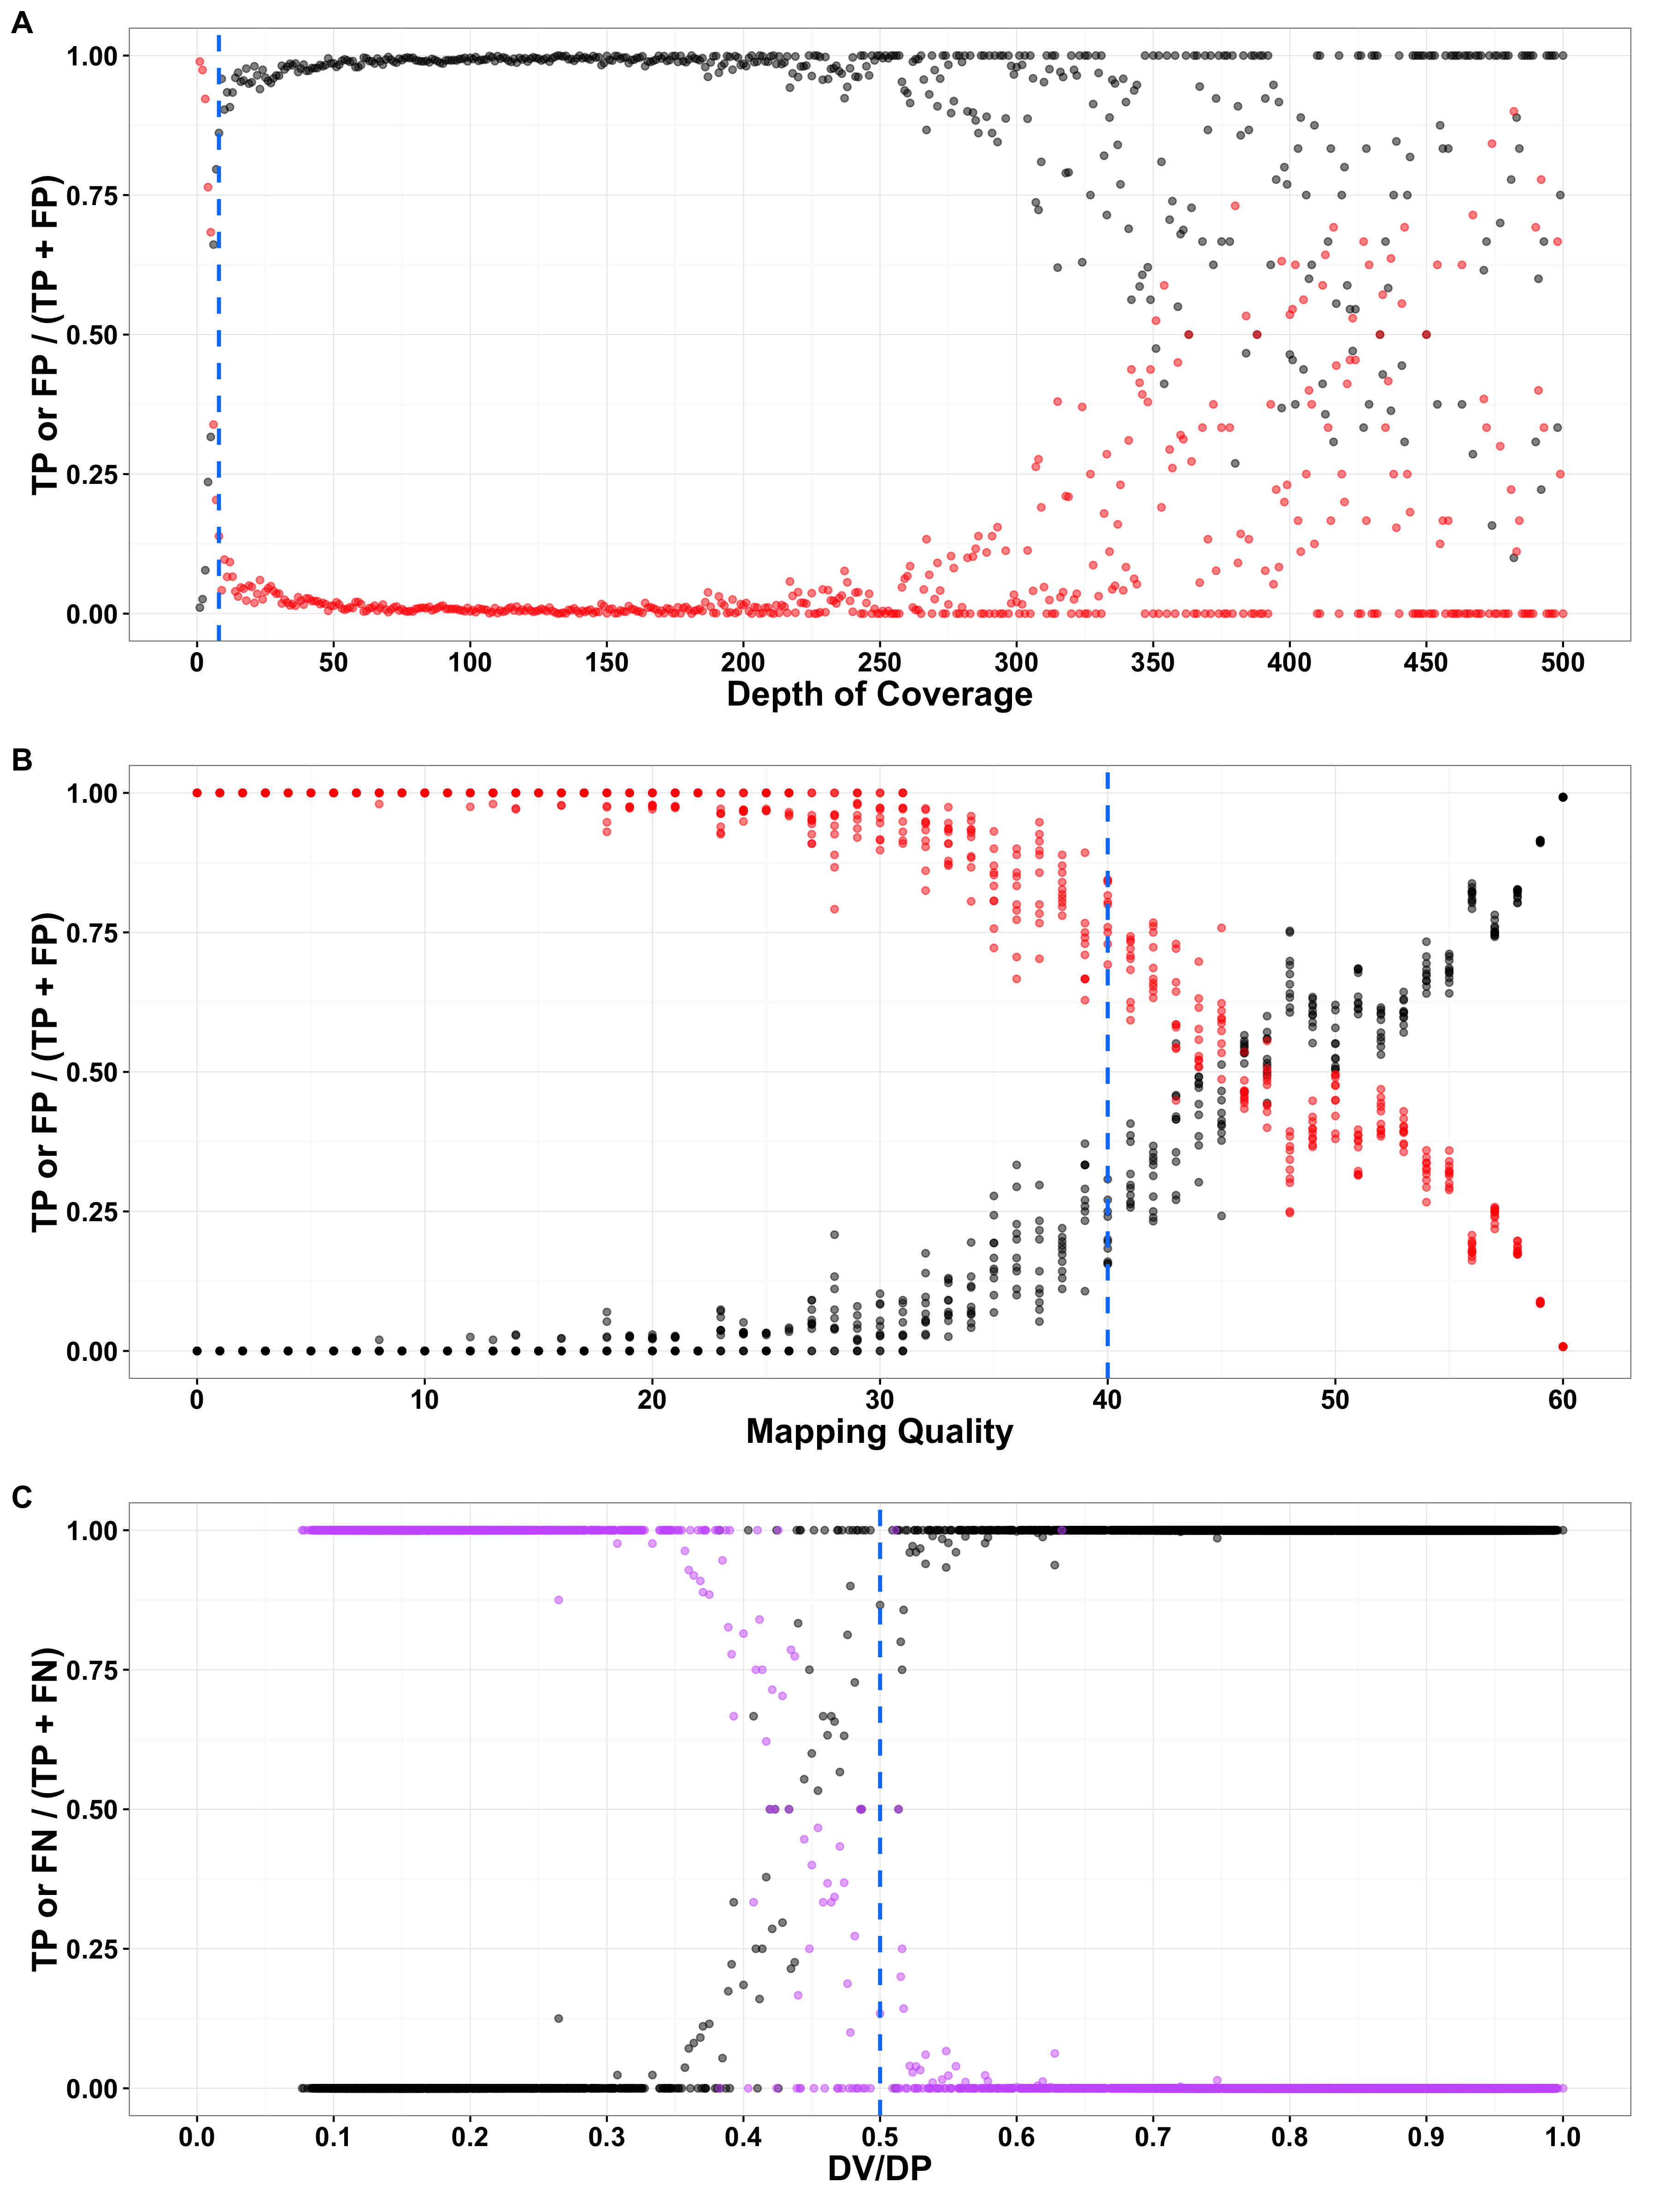 A
TP or FP / (TP + FP)
1.00
0.75
0.50
0.25
0.00
0 50 100 150 200 250 300 350 400 450 500
Depth of Coverage
B
TP or FP / (TP + FP)
1.00
0.75
0.50
0.25
0.00
0 10 20 30 40 50 60
Mapping Quality
C
TP or FN / (TP + FN)
1.00
0.75
0.50
0.25
0.00
0.0 0.1 0.2 0.3 0.4 0.5 0.6 0.7 0.8 0.9 1.0
DV/DP